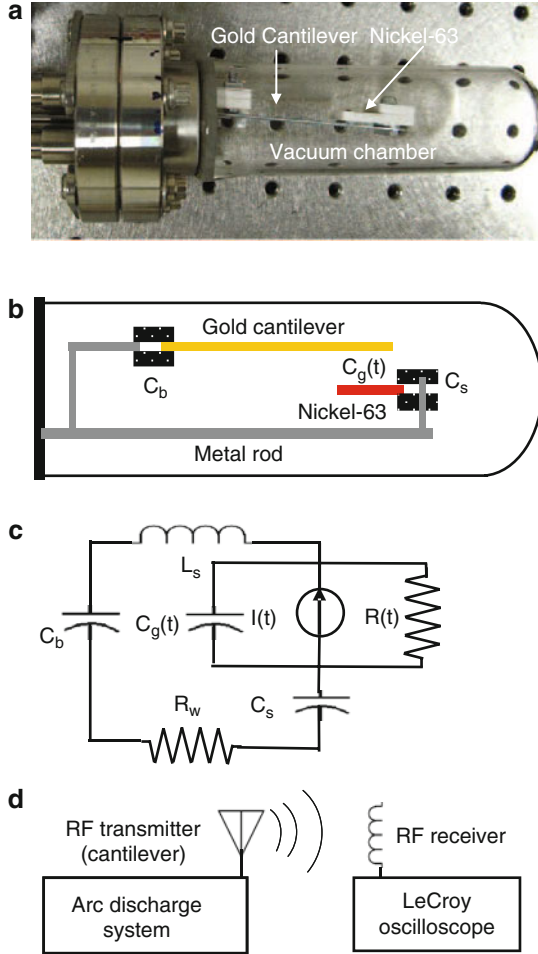 a
Gold Cantilever Nickel-63
Vacuum chamber
b
Gold cantilever
C_b
C_g(t)
C_s
Nickel-63
Metal rod
c
L_s
C_b
C_g(t)
I(t)
R(t)
R_w
C_s
d
RF transmitter
(cantilever)
RF receiver
Arc discharge
system
LeCroy
oscilloscope